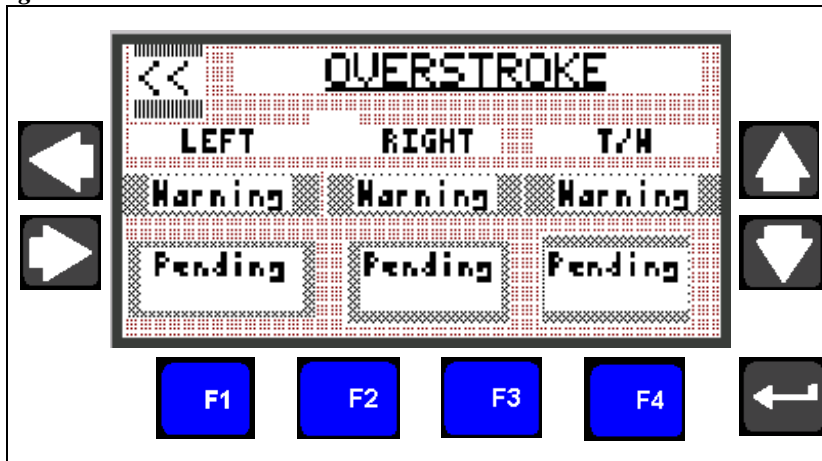 << OVERSTROKE
LEFT RIGHT T/W
Warning Warning Warning
Pending Pending Pending
F1 F2 F3 F4